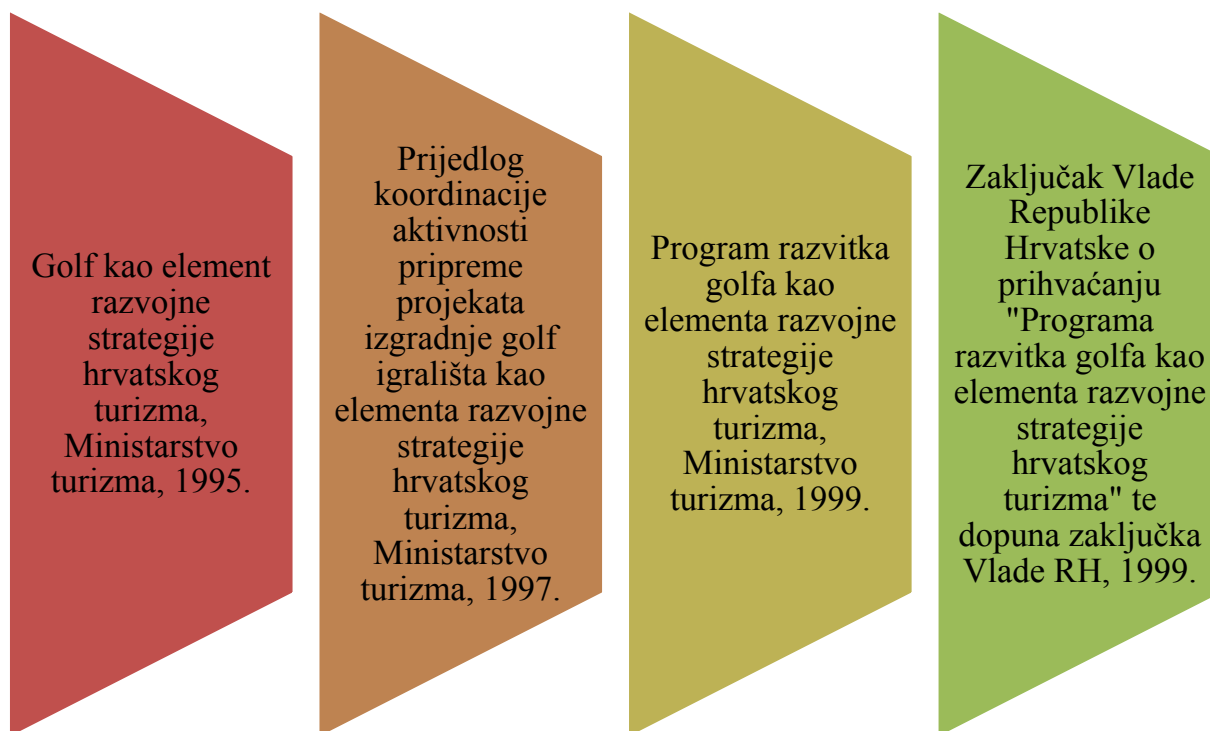 Golf kao element
razvojne
strategije
hrvatskog
turizma,
Ministarstvo
turizma, 1995.
Prijedlog
koordinacije
aktivnosti
pripreme
projekata
izgradnje golf
igrališta kao
elementa razvojne
strategije
hrvatskog
turizma,
Ministarstvo
turizma, 1997.
Program razvitka
golfa kao
elementa razvojne
strategije
hrvatskog
turizma,
Ministarstvo
turizma, 1999.
Zaključak Vlade
Republike
Hrvatske o
prihvaćanju
"Programa
razvitka golfa kao
elementa razvojne
strategije
hrvatskog
turizma" te
dopuna zaključka
Vlade RH, 1999.